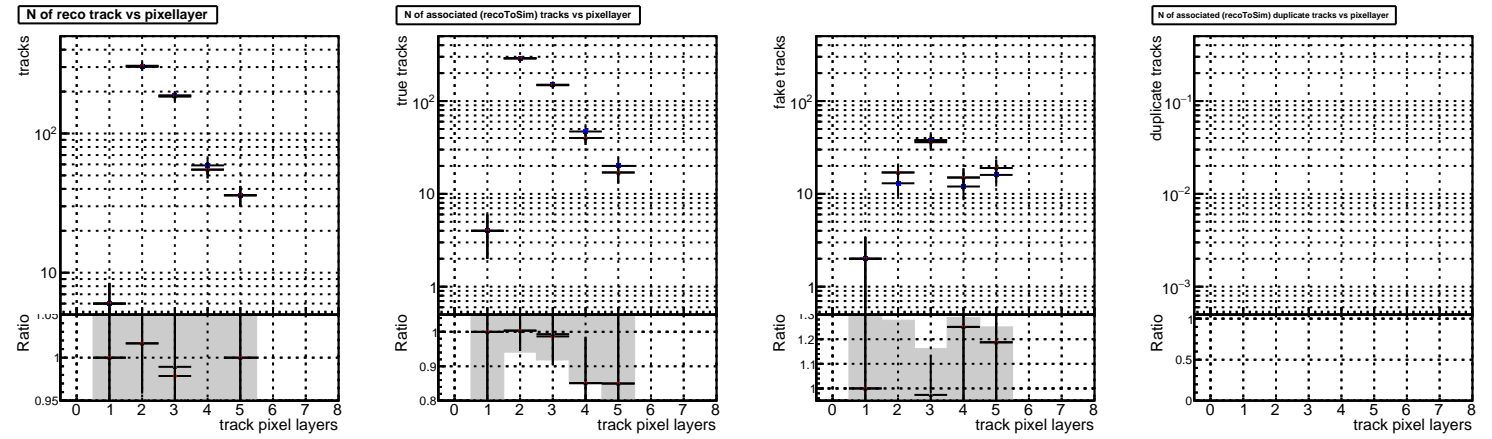 N of reco track vs pixellayer
tracks
10²
10
Ratio
1.05
1
0.95
0 1 2 3 4 5 6 7 8
track pixel layers
N of associated (recoToSim) tracks vs pixellayer
true tracks
10²
10
1
Ratio
1
0.9
0.8
0 1 2 3 4 5 6 7 8
track pixel layers
fake tracks
10²
10
1
Ratio
1.3
1.2
1.1
1
0 1 2 3 4 5 6 7 8
track pixel layers
N of associated (recoToSim) duplicate tracks vs pixellayer
duplicate tracks
10⁻¹
10⁻²
10⁻³
Ratio
1
0.5
0
0 1 2 3 4 5 6 7 8
track pixel layers